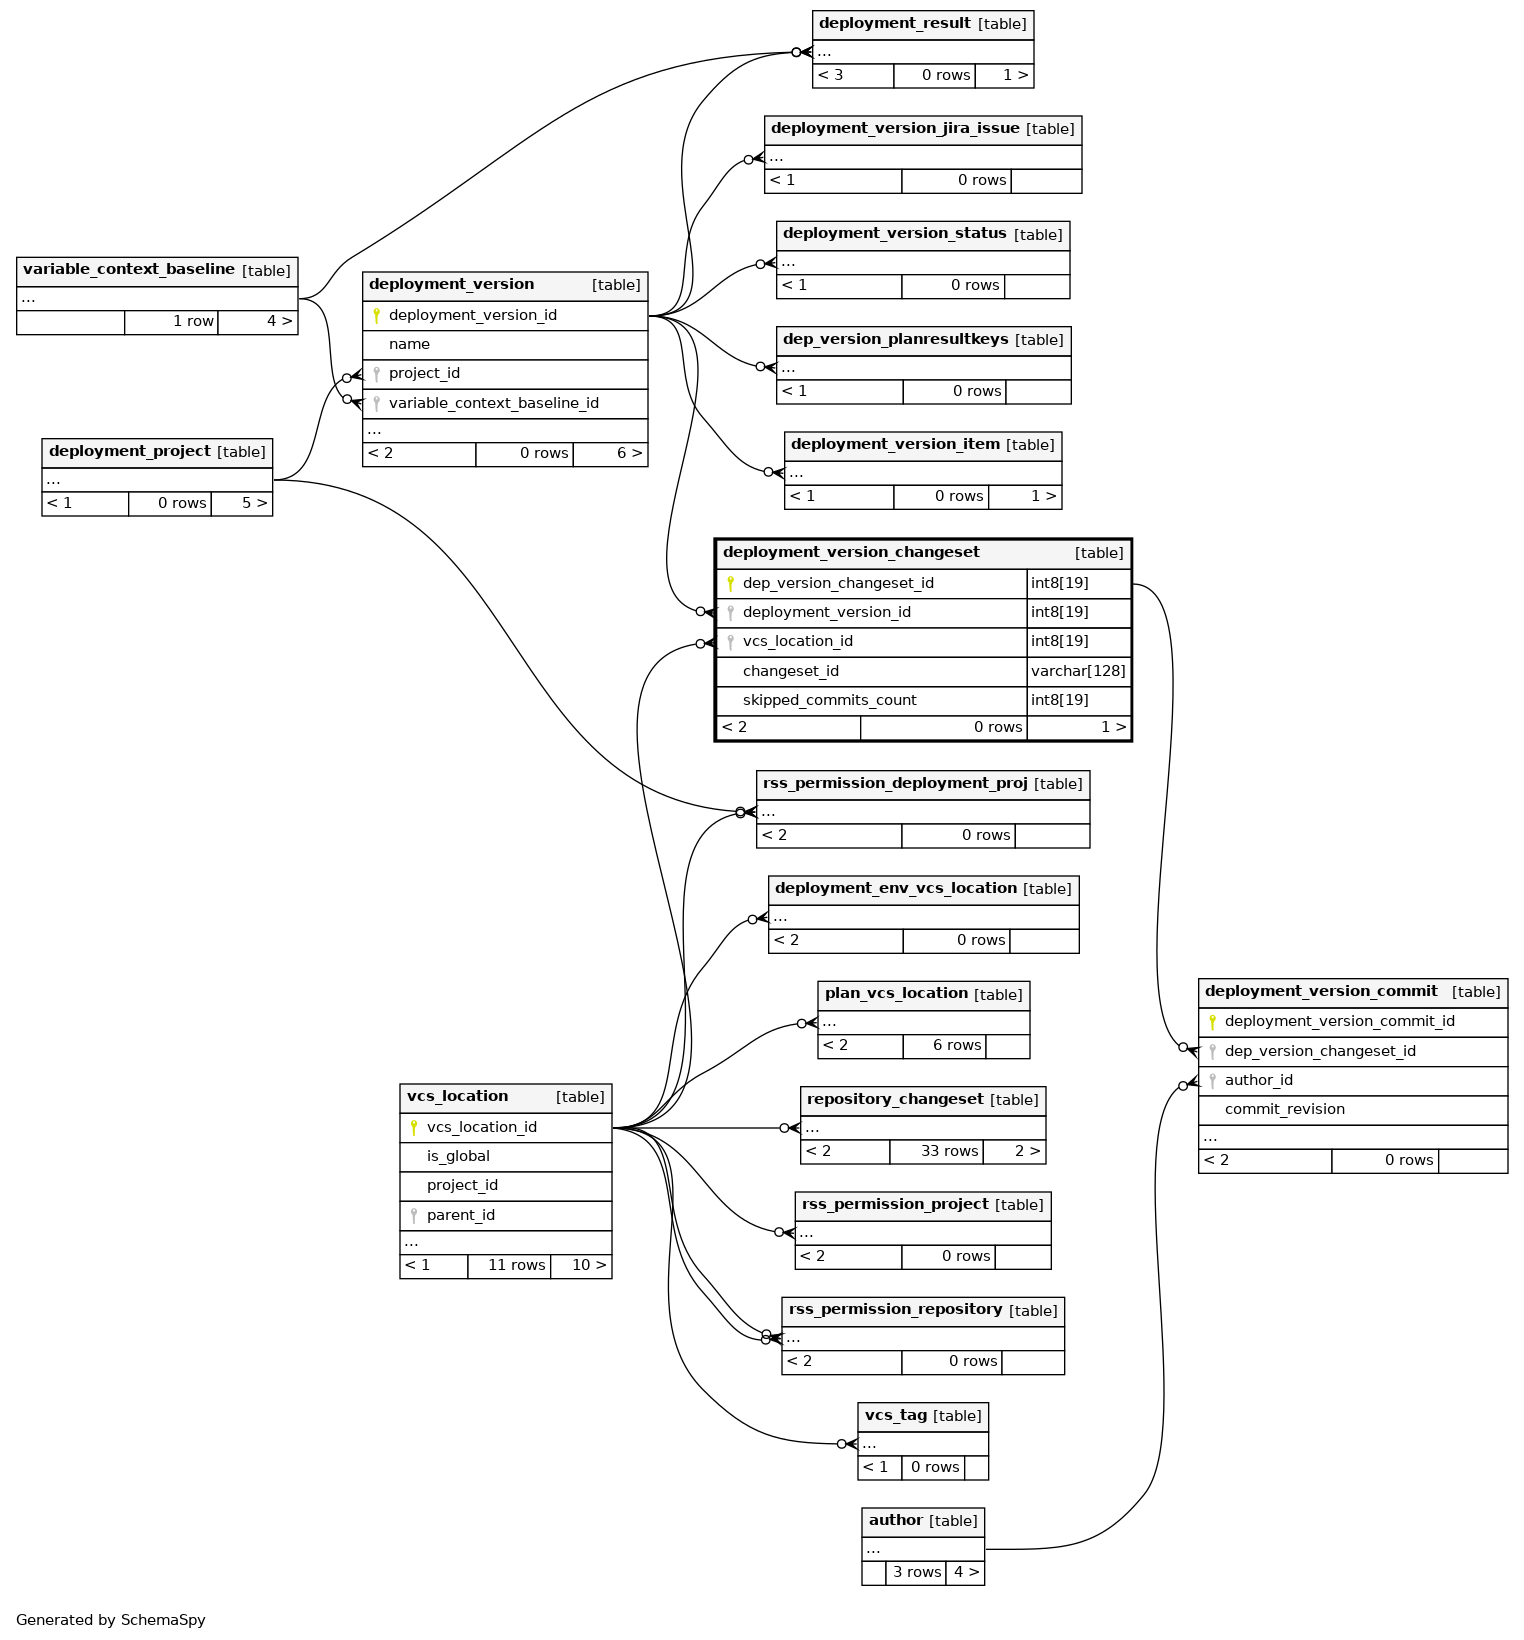 deployment_result [table]
...
< 3 0 rows 1 >
deployment_version_jira_issue [table]
...
< 1 0 rows
deployment_version_status [table]
...
< 1 0 rows
variable_context_baseline [table]
...
1 row 4 >
deployment_version [table]
deployment_version_id
name
project_id
variable_context_baseline_id
...
< 2 0 rows 6 >
dep_version_planresultkeys [table]
...
< 1 0 rows
deployment_project [table]
...
< 1 0 rows 5 >
deployment_version_item [table]
...
< 1 0 rows 1 >
deployment_version_changeset [table]
dep_version_changeset_id int8[19]
deployment_version_id int8[19]
vcs_location_id int8[19]
changeset_id varchar[128]
skipped_commits_count int8[19]
< 2 0 rows 1 >
rss_permission_deployment_proj [table]
...
< 2 0 rows
deployment_env_vcs_location [table]
...
< 2 0 rows
plan_vcs_location [table]
...
< 2 6 rows
deployment_version_commit [table]
deployment_version_commit_id
dep_version_changeset_id
author_id
commit_revision
...
< 2 0 rows
vcs_location [table]
vcs_location_id
is_global
project_id
parent_id
...
< 1 11 rows 10 >
repository_changeset [table]
...
< 2 33 rows 2 >
rss_permission_project [table]
...
< 2 0 rows
rss_permission_repository [table]
...
< 2 0 rows
vcs_tag [table]
...
< 1 0 rows
author [table]
...
3 rows 4 >
Generated by SchemaSpy